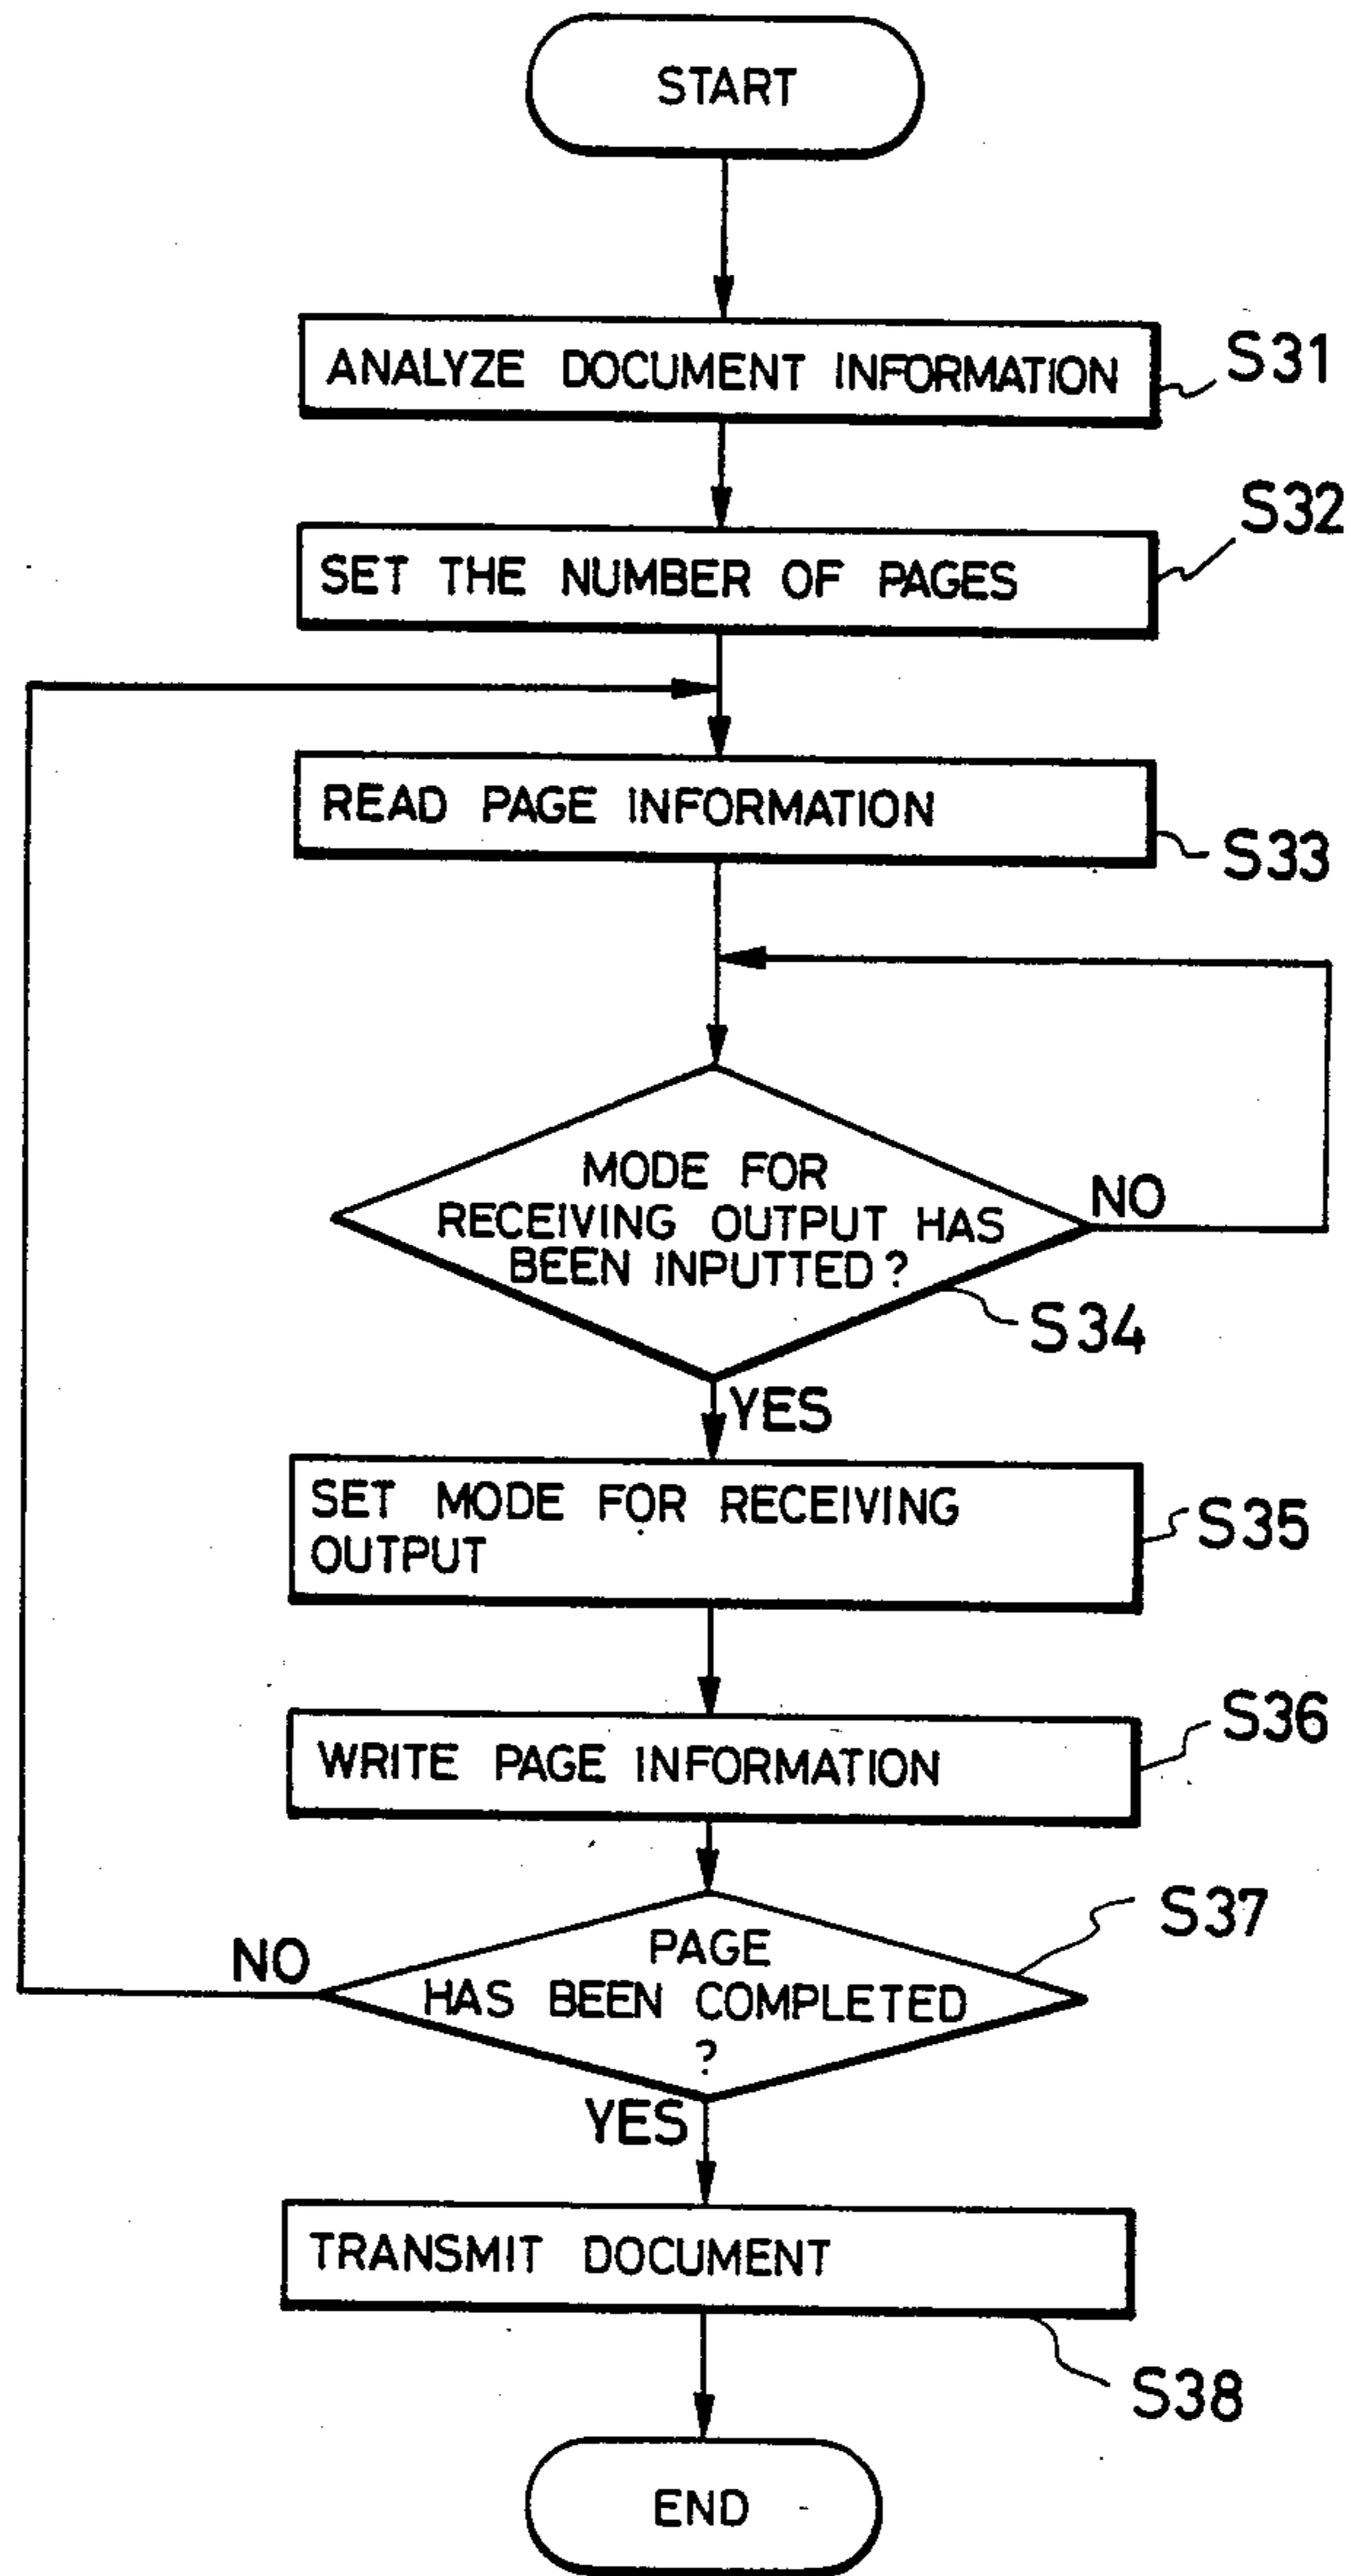 START
ANALYZE DOCUMENT INFORMATION
S31
S32
SET THE NUMBER OF PAGES
READ PAGE INFORMATION
S33
MODE FOR
RECEIVING OUTPUT HAS
BEEN INPUTTED?
NO
S34
YES
SET MODE FOR RECEIVING
OUTPUT
S35
S36
WRITE PAGE INFORMATION
S37
PAGE
HAS BEEN COMPLETED
?
NO
YES
TRANSMIT DOCUMENT
S38
END